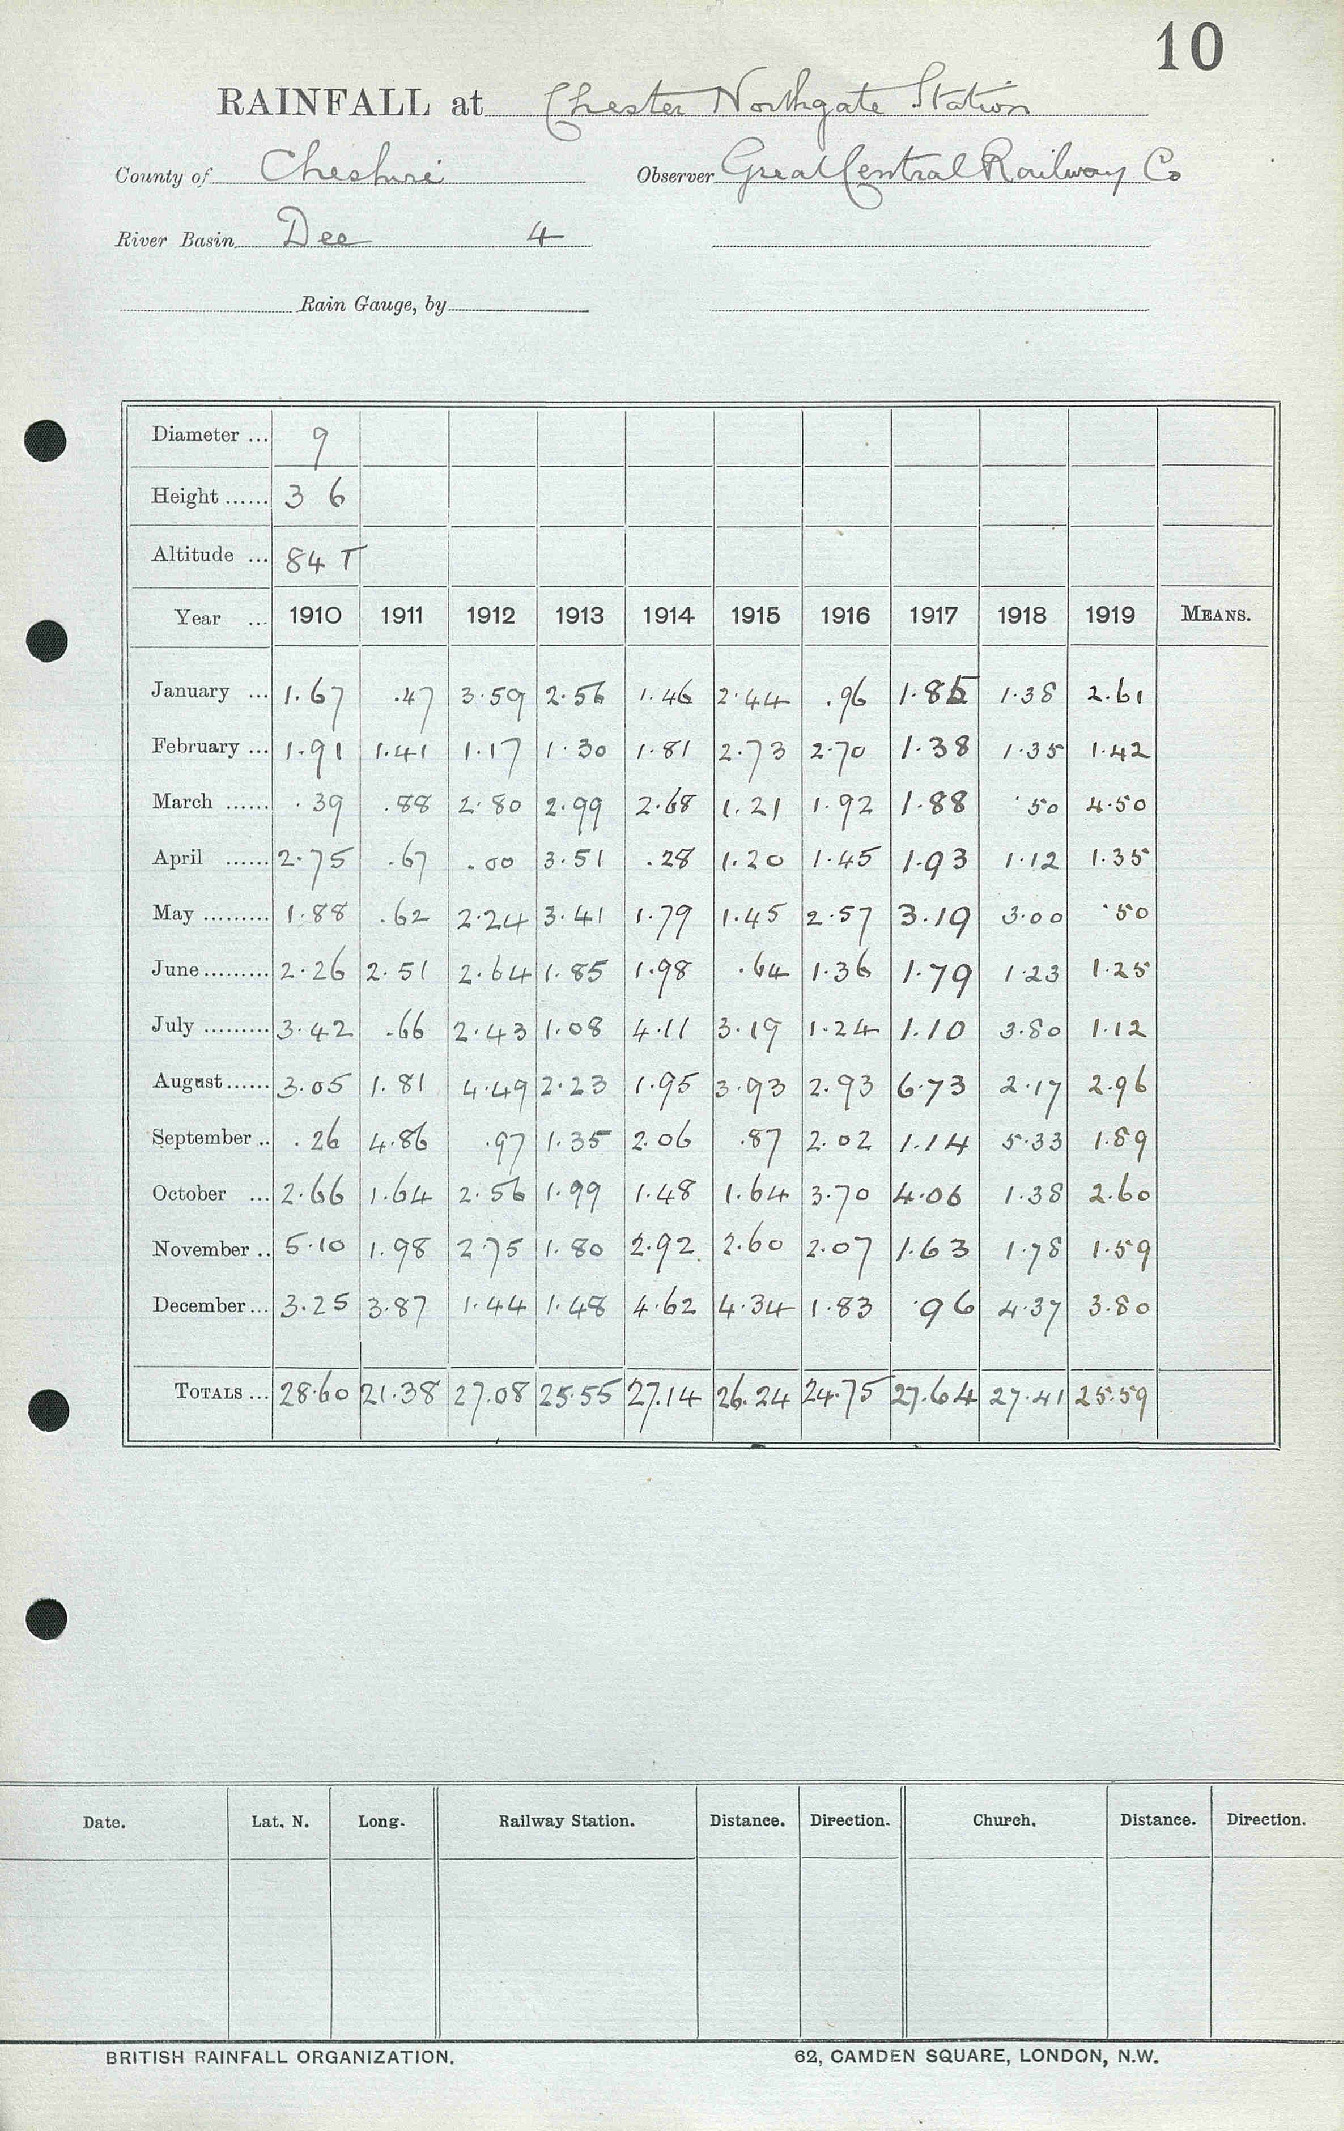 10
RAINFALL at Chester Northgate Station
County of Cheshire Observer Great Central Railway Co
River Basin Dee 4
Rain Gauge, by
Diameter ... 9
Height ...... 3 6
Altitude ... 84 T
Year ... 1910 1911 1912 1913 1914 1915 1916 1917 1918 1919 MEANS.
January ... 1.67 .47 3.59 2.56 1.46 2.44 .96 1.85 1.38 2.61
February ... 1.91 1.41 1.17 1.30 1.81 2.73 2.70 1.38 1.35 1.42
March ...... .39 .88 2.80 2.99 2.68 1.21 1.92 1.88 .50 4.50
April ...... 2.75 .67 .00 3.51 .28 1.20 1.45 1.93 1.12 1.35
May ......... 1.88 .62 2.24 3.41 1.79 1.45 2.57 3.19 3.00 .50
June ......... 2.26 2.51 2.64 1.85 1.98 .64 1.36 1.79 1.23 1.25
July ......... 3.42 .66 2.43 1.08 4.11 3.19 1.24 1.10 3.80 1.12
August ...... 3.05 1.81 4.49 2.23 1.95 3.93 2.93 6.73 2.17 2.96
September .. .26 4.86 .97 1.35 2.06 .87 2.02 1.14 5.33 1.89
October ... 2.66 1.64 2.56 1.99 1.48 1.64 3.70 4.06 1.38 2.60
November .. 5.10 1.98 2.75 1.80 2.92 2.60 2.07 1.63 1.78 1.59
December ... 3.25 3.87 1.44 1.48 4.62 4.34 1.83 .96 4.37 3.80
TOTALS ... 28.60 21.38 27.08 25.55 27.14 26.24 24.75 27.64 27.41 25.59
Date. Lat. N. Long. Railway Station. Distance. Direction. Church. Distance. Direction.
BRITISH RAINFALL ORGANIZATION. 62, CAMDEN SQUARE, LONDON, N.W.